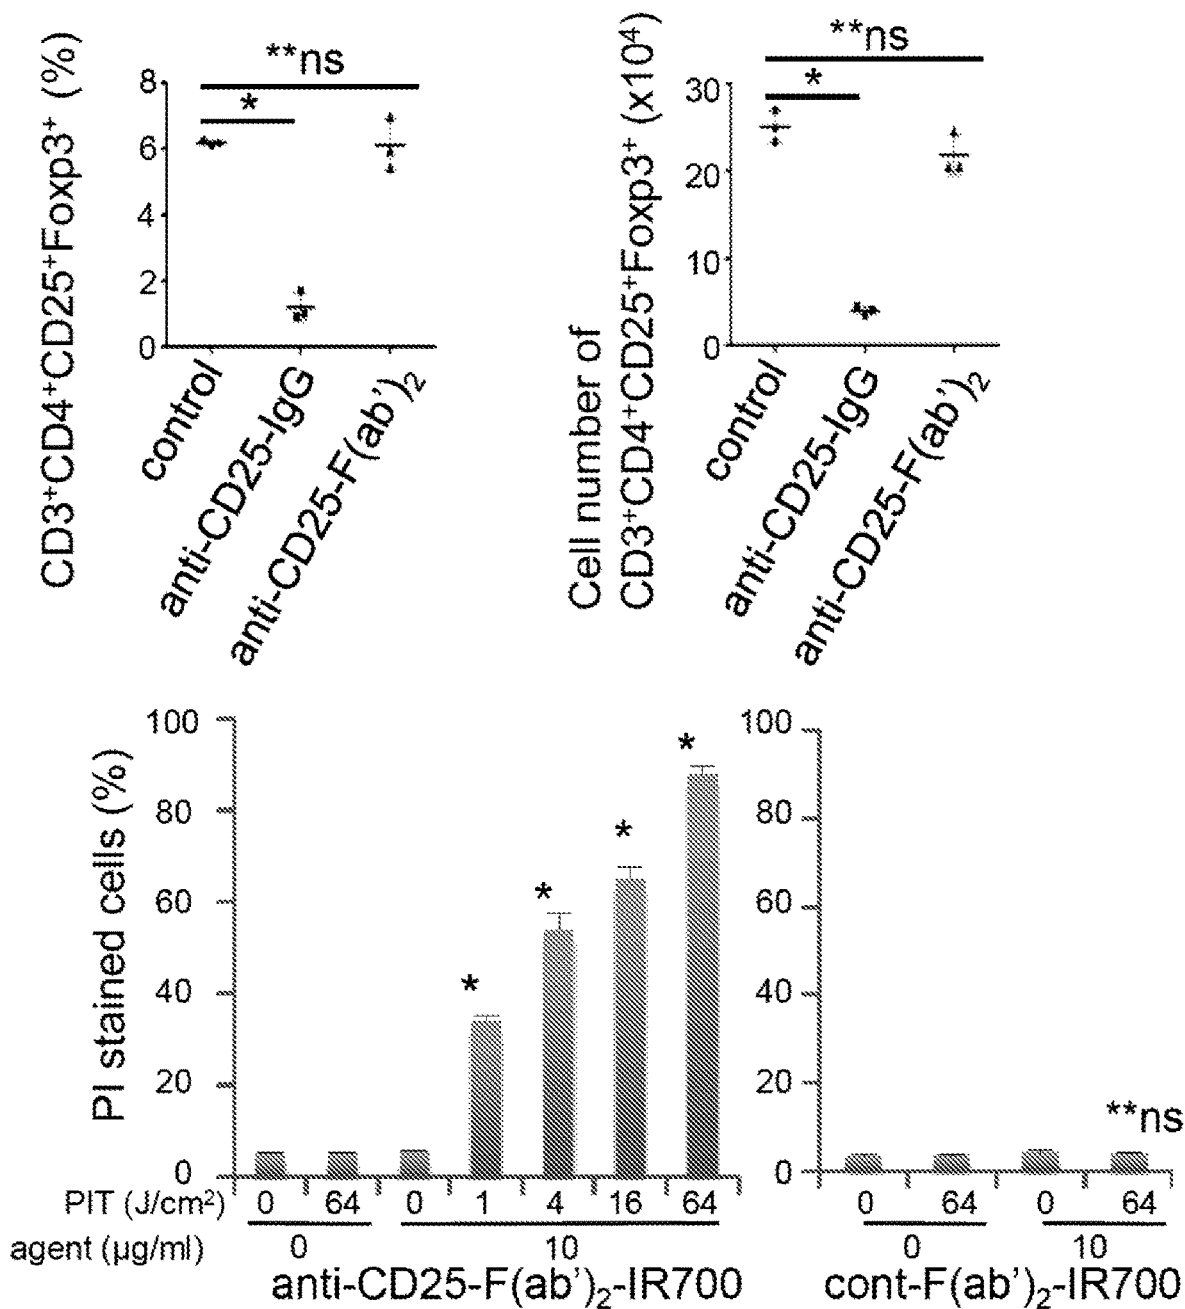 CD3⁺CD4⁺CD25⁺Foxp3⁺ (%)
**ns
*
8
6
4
2
0
control
anti-CD25-IgG
anti-CD25-F(ab')₂
Cell number of
CD3⁺CD4⁺CD25⁺Foxp3⁺ (x10⁴)
**ns
*
30
20
10
0
control
anti-CD25-IgG
anti-CD25-F(ab')₂
PI stained cells (%)
100
80
60
40
20
0
*
*
*
*
PIT (J/cm²) 0 64 0 1 4 16 64
agent (µg/ml) 0 10
anti-CD25-F(ab')₂-IR700
100
80
60
40
20
0
**ns
0 64 0 64
0 10
cont-F(ab')₂-IR700